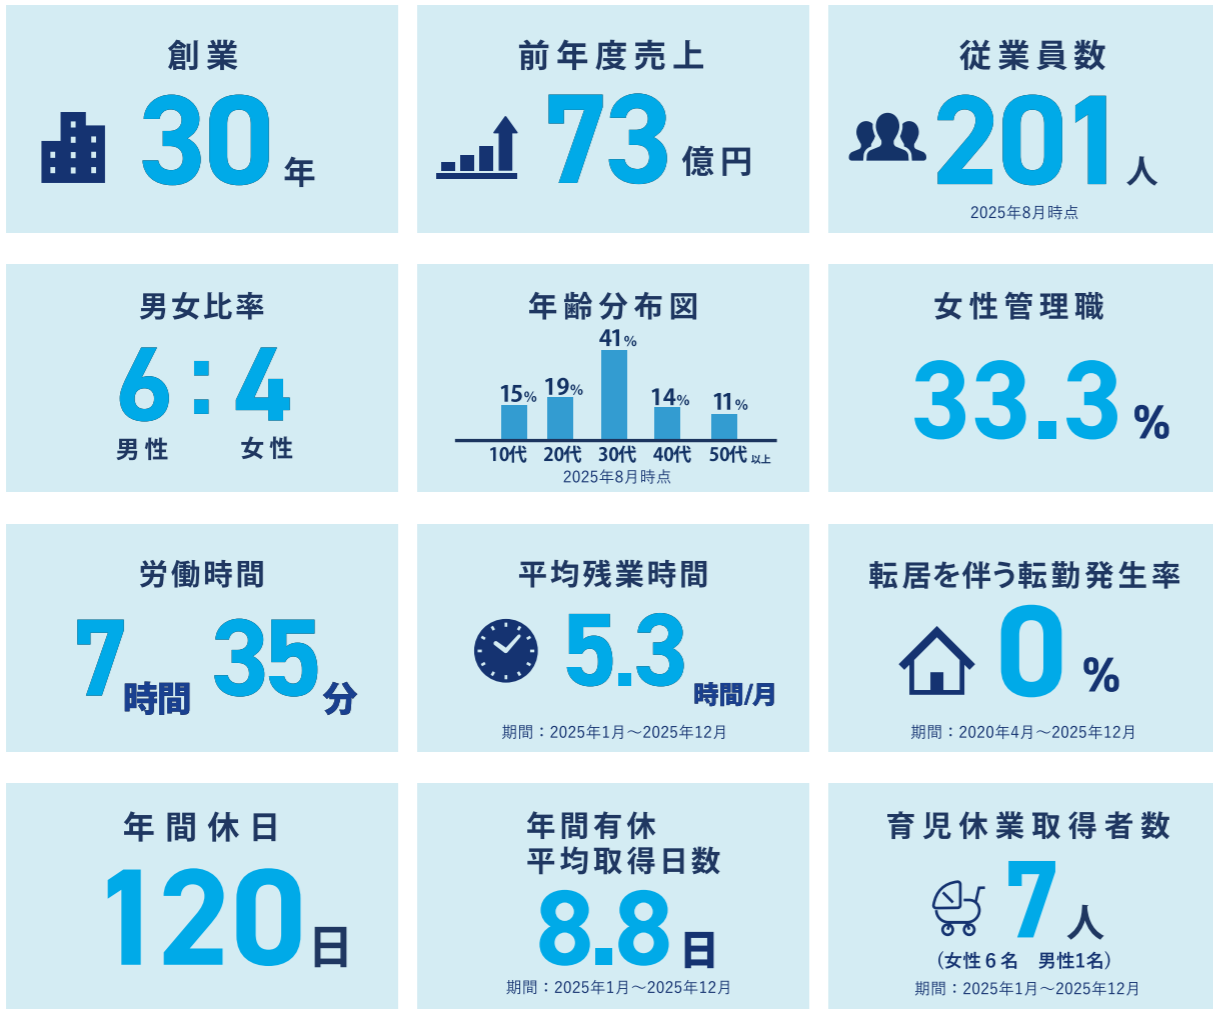 創業
30年
前年度売上
73億円
従業員数
201人
2025年8月時点
男女比率
6:4
男性 女性
年齢分布図
15% 19% 41% 14% 11%
10代 20代 30代 40代 50代以上
2025年8月時点
女性管理職
33.3%
労働時間
7時間 35分
平均残業時間
5.3時間/月
期間：2025年1月～2025年12月
転居を伴う転勤発生率
0%
期間：2020年4月～2025年12月
年間休日
120日
年間有休
平均取得日数
8.8日
期間：2025年1月～2025年12月
育児休業取得者数
7人
(女性６名　男性1名)
期間：2025年1月～2025年12月